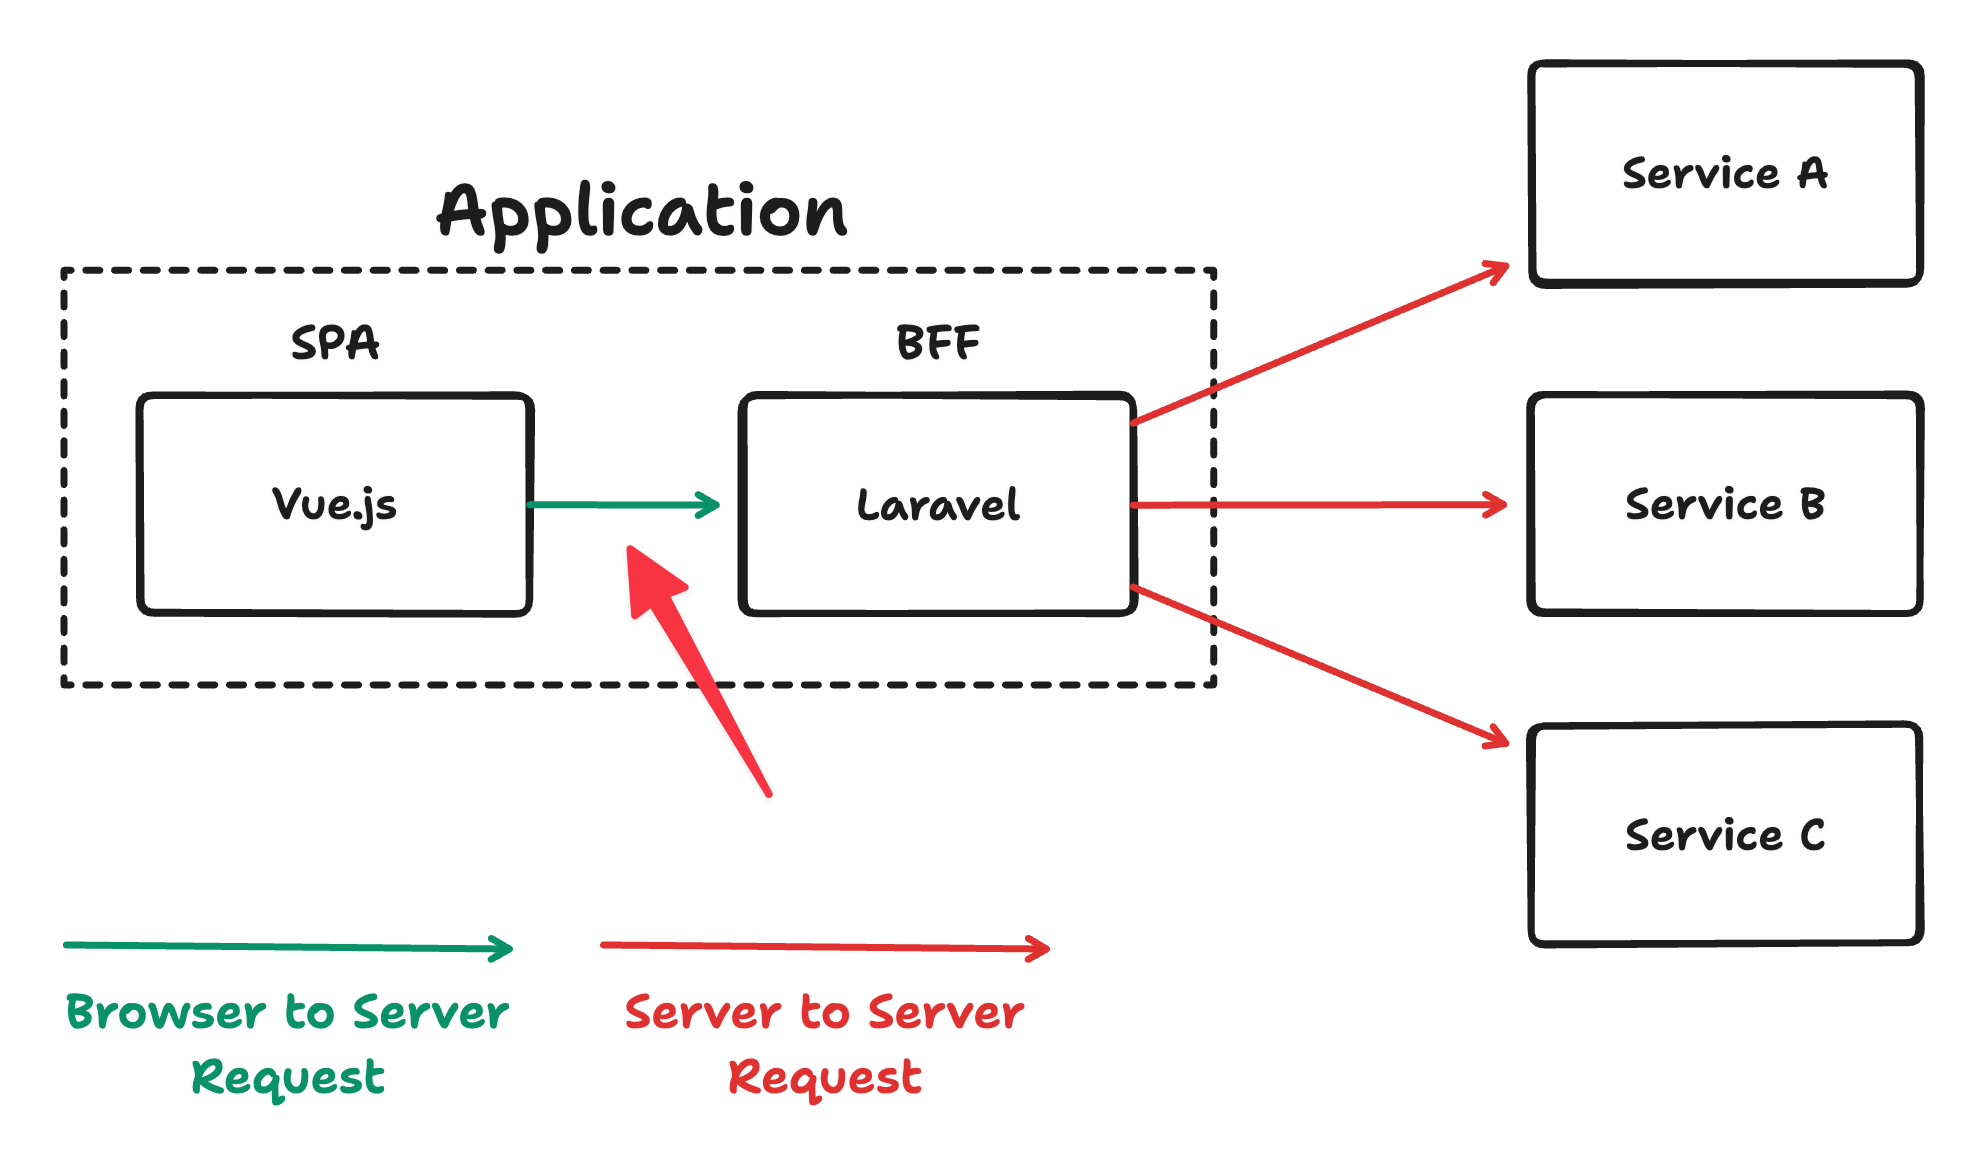 Application
SPA
BFF
Vue.js
Laravel
Service A
Service B
Service C
Browser to Server
Request
Server to Server
Request